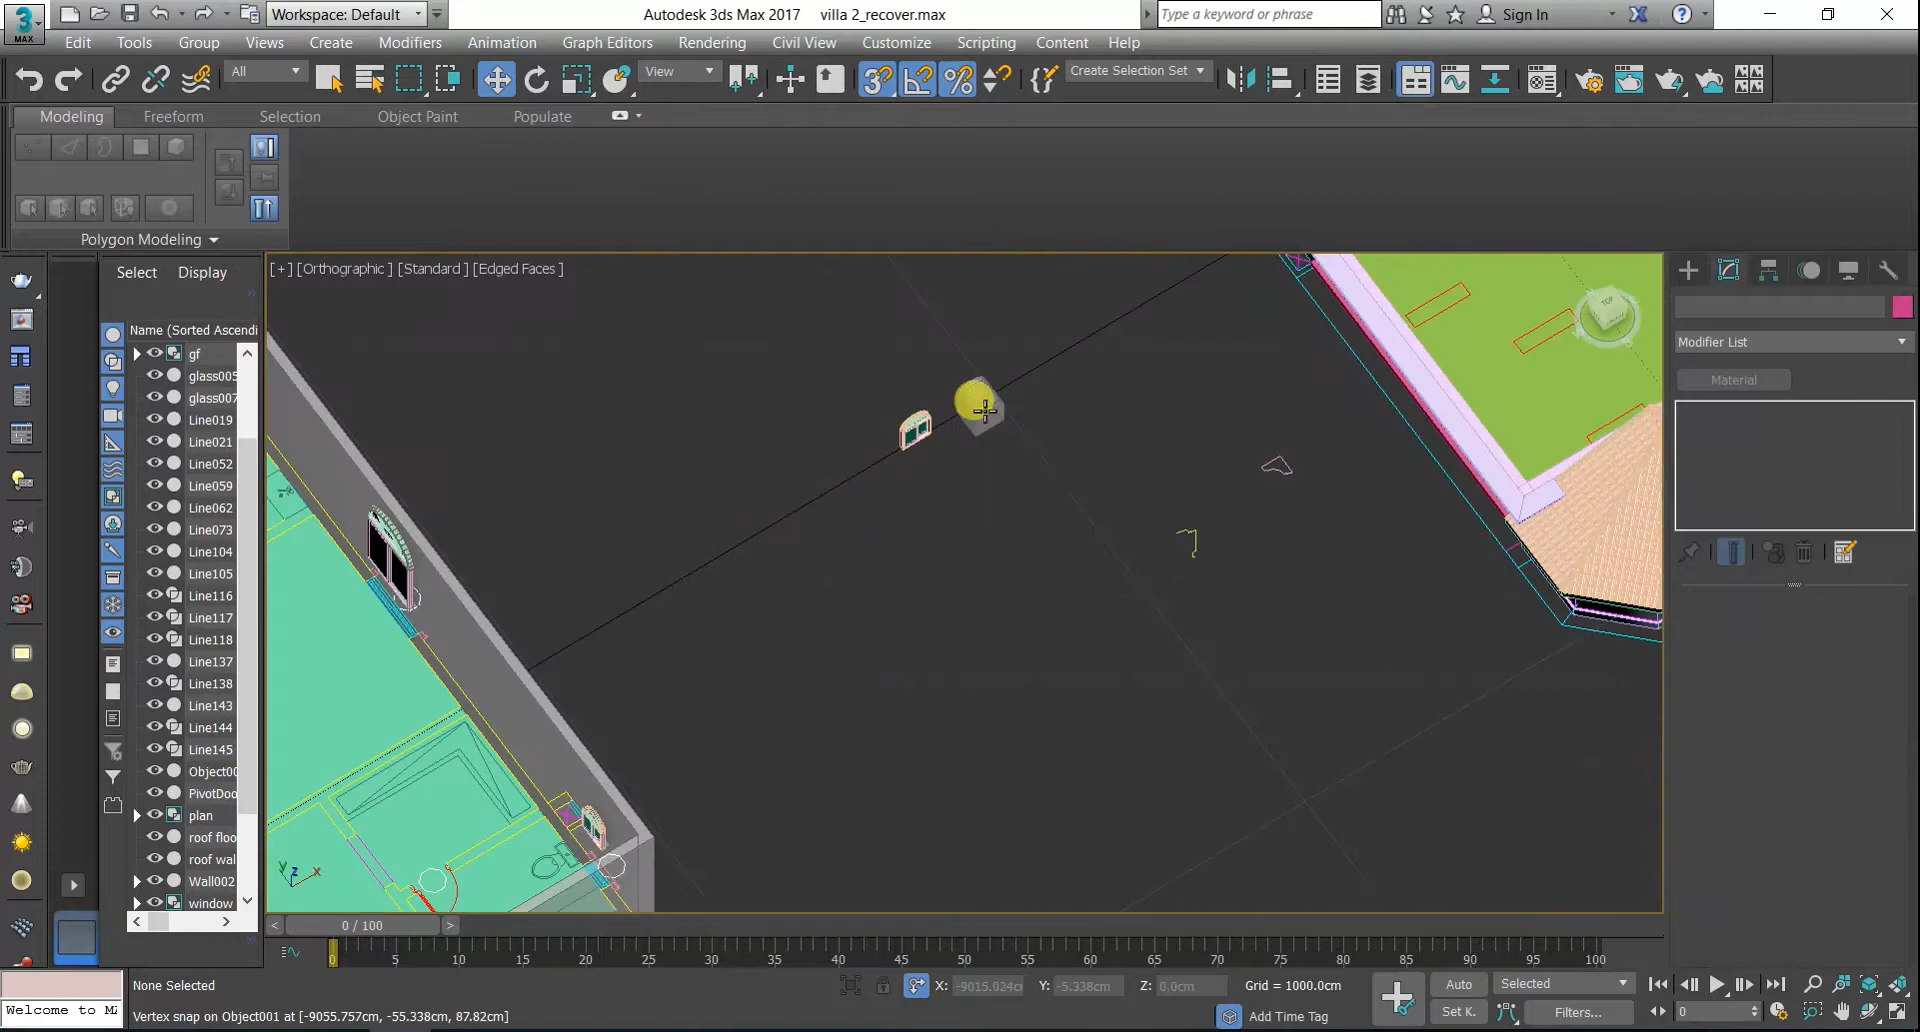 MAX
Workspace: Default
Autodesk 3ds Max 2017 villa 2_recover.max
Type a keyword or phrase
Sign In
Edit Tools Group Views Create Modifiers Animation Graph Editors Rendering Civil View Customize Scripting Content Help
All
View
Create Selection Set
Modeling Freeform Selection Object Paint Populate
Polygon Modeling
Select Display
[+] [Orthographic ] [Standard ] [Edged Faces ]
TOP
Name (Sorted Ascendi
gf
glass005
glass007
Line019
Line021
Line052
Line059
Line062
Line073
Line104
Line105
Line116
Line117
Line118
Line137
Line138
Line143
Line144
Line145
Object00
PivotDoo
plan
roof floo
roof wal
Wall002
window
Modifier List
Material
y z x
0 / 100
0 5 10 15 20 25 30 35 40 45 50 55 60 65 70 75 80 85 90 95 100
None Selected
X: -9015.024cm Y: -5.338cm Z: 0.0cm Grid = 1000.0cm
Auto Selected
Welcome to MA
Vertex snap on Object001 at [-9055.757cm, -55.338cm, 87.82cm]
Add Time Tag
Set K. Filters...
0